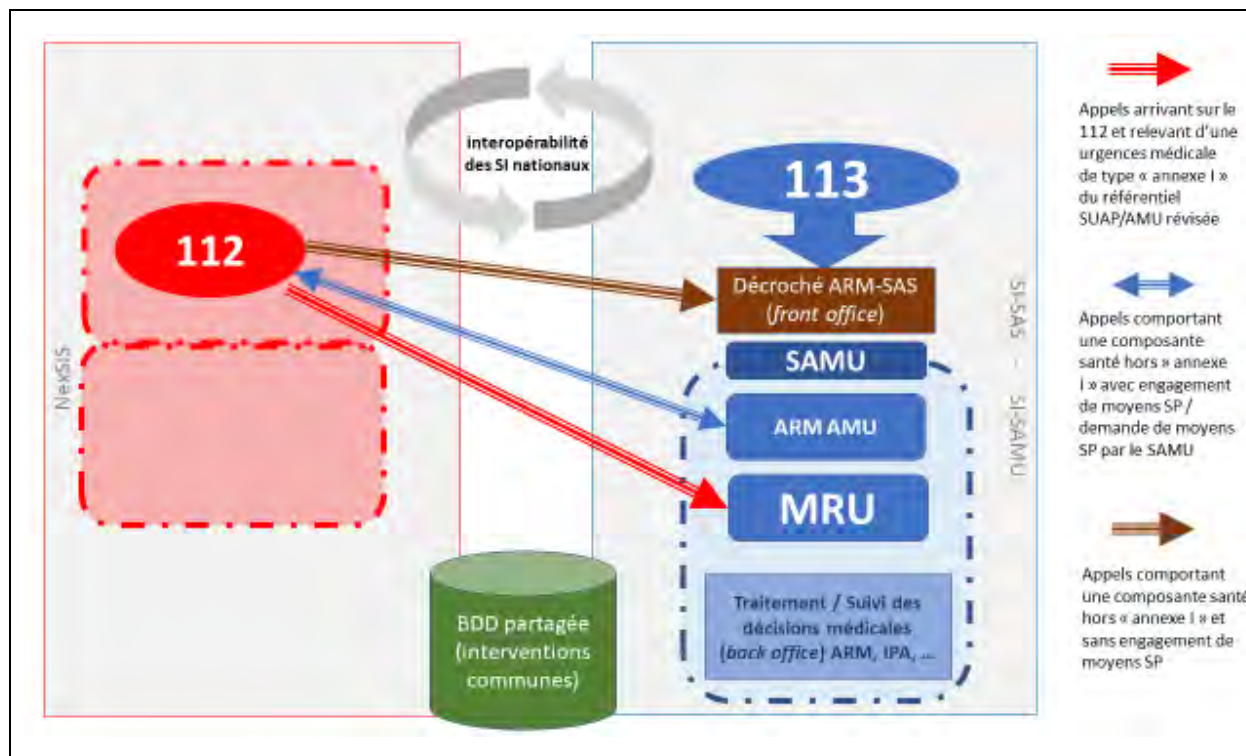 interopérabilité
des SI nationaux
112
NexSIS
BDD partagée
(interventions
communes)
113
Décroché ARM-SAS
(front office)
SAMU
ARM AMU
MRU
Traitement / Suivi des
décisions médicales
(back office) ARM, IPA, ...
SI-SAS - SI-SAMU
Appels arrivant sur le
112 et relevant d'une
urgences médicale
de type « annexe I »
du référentiel
SUAP/AMU révisée
Appels comportant
une composante
santé hors » annexe
I » avec engagement
de moyens SP /
demande de moyens
SP par le SAMU
Appels comportant
une composante santé
hors « annexe I » et
sans engagement de
moyens SP